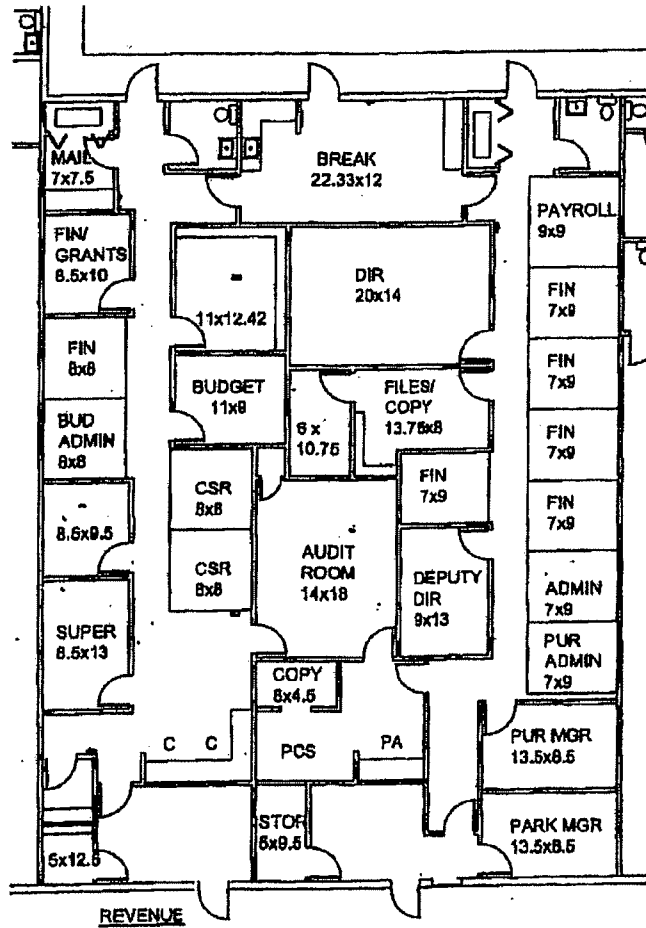 MAIL
7x7.5
BREAK
22.33x12
PAYROLL
9x9
FIN/
GRANTS
8.5x10
11x12.42
DIR
20x14
FIN
7x9
FIN
8x8
FIN
7x9
BUDGET
11x9
6 x
10.75
FILES/
COPY
13.75x8
BUD
ADMIN
8x8
FIN
7x9
CSR
8x8
FIN
7x9
8.5x9.5
FIN
7x9
CSR
8x8
AUDIT
ROOM
14x18
DEPUTY
DIR
9x13
ADMIN
7x9
SUPER
8.5x13
PUR
ADMIN
7x9
COPY
8x4.5
C C
PCS
PA
PUR MGR
13.5x8.5
STOR
5x9.5
PARK MGR
13.5x8.5
5x12.5
REVENUE